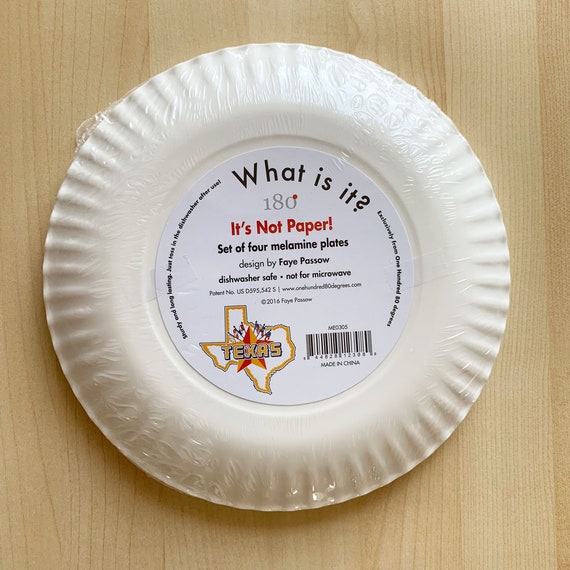 What is it?
180
It's Not Paper!
Set of four melamine plates
design by Faye Passow
dishwasher safe • not for microwave
Patent No. US D595,542 S | www.onehundred80degrees.com
©2016 Faye Passow
Sturdy and long lasting. Just toss in the dishwasher after use!
Exclusively from One Hundred 80 degrees
TEXAS
ME0305
MADE IN CHINA